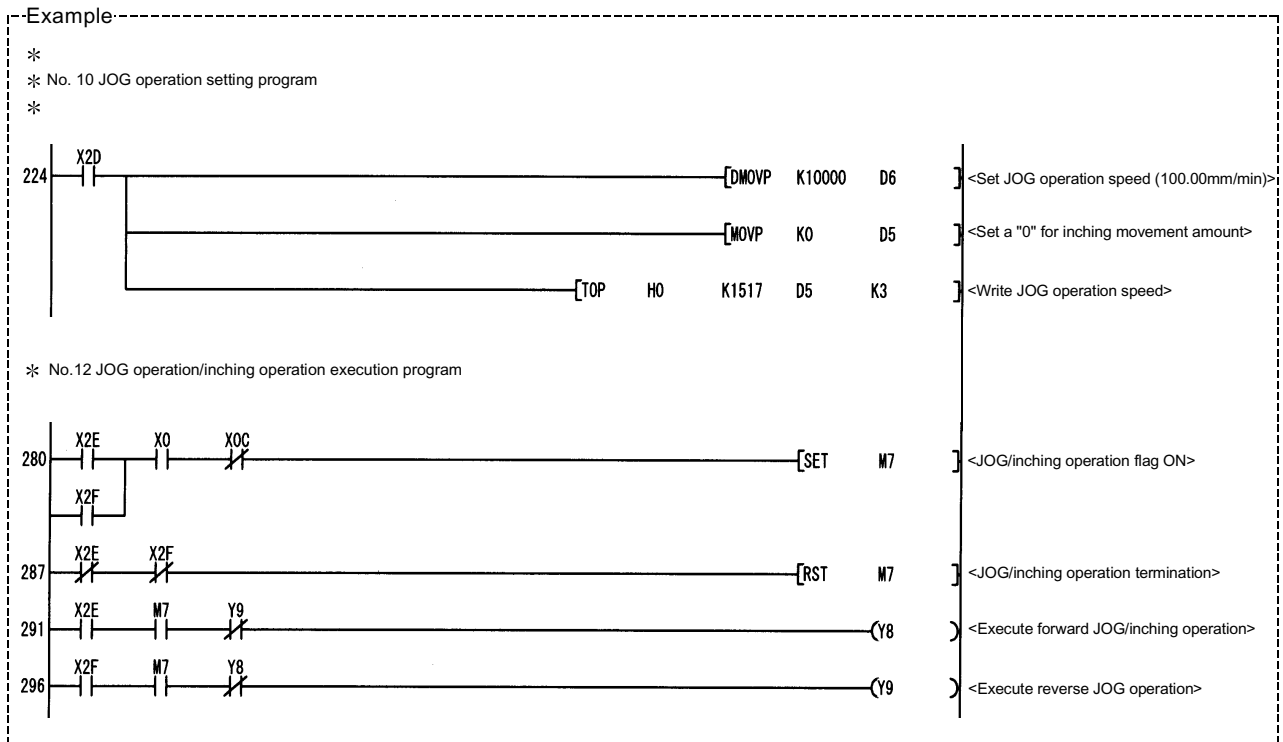 Example
* 
* No. 10 JOG operation setting program
* 
X2D
224 [DMOVP K10000 D6 ] <Set JOG operation speed (100.00mm/min)>
[MOVP K0 D5 ] <Set a "0" for inching movement amount>
[TOP H0 K1517 D5 K3 ] <Write JOG operation speed>
* No.12 JOG operation/inching operation execution program
X2E X0 X0C
280 [SET M7 ] <JOG/inching operation flag ON>
X2F
X2E X2F
287 [RST M7 ] <JOG/inching operation termination>
X2E M7 Y9
291 (Y8 ) <Execute forward JOG/inching operation>
X2F M7 Y8
296 (Y9 ) <Execute reverse JOG operation>